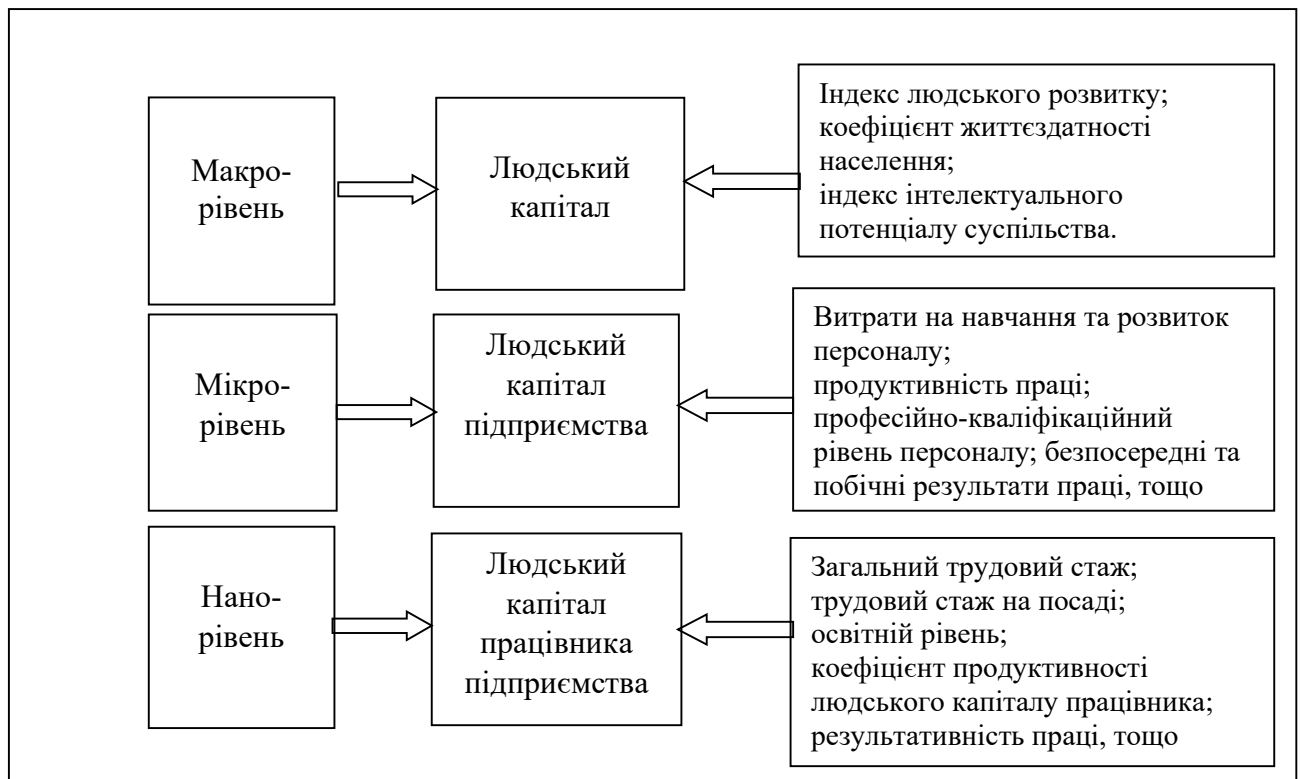 Макро-
рівень
Людський
капітал
Індекс людського розвитку;
коефіцієнт життєздатності
населення;
індекс інтелектуального
потенціалу суспільства.
Мікро-
рівень
Людський
капітал
підприємства
Витрати на навчання та розвиток
персоналу;
продуктивність праці;
професійно-кваліфікаційний
рівень персоналу; безпосередні та
побічні результати праці, тощо
Нано-
рівень
Людський
капітал
працівника
підприємства
Загальний трудовий стаж;
трудовий стаж на посаді;
освітній рівень;
коефіцієнт продуктивності
людського капіталу працівника;
результативність праці, тощо